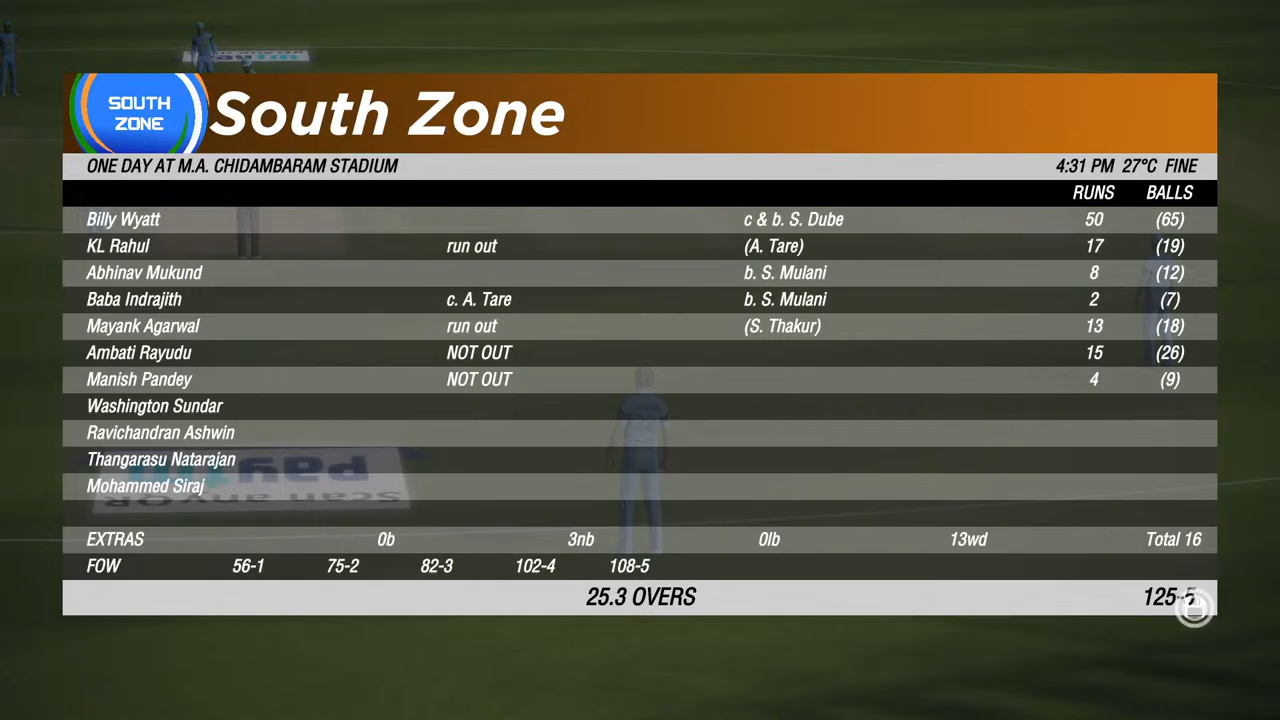 SOUTH ZONE
South Zone
ONE DAY AT M.A. CHIDAMBARAM STADIUM 4:31 PM 27°C FINE
RUNS BALLS
Billy Wyatt c & b. S. Dube 50 (65)
KL Rahul run out (A. Tare) 17 (19)
Abhinav Mukund b. S. Mulani 8 (12)
Baba Indrajith c. A. Tare b. S. Mulani 2 (7)
Mayank Agarwal run out (S. Thakur) 13 (18)
Ambati Rayudu NOT OUT 15 (26)
Manish Pandey NOT OUT 4 (9)
Washington Sundar
Ravichandran Ashwin
Thangarasu Natarajan
Paytm
Mohammed Siraj
Scan any QR
EXTRAS 0b 3nb 0lb 13wd Total 16
FOW 56-1 75-2 82-3 102-4 108-5
25.3 OVERS 125-5